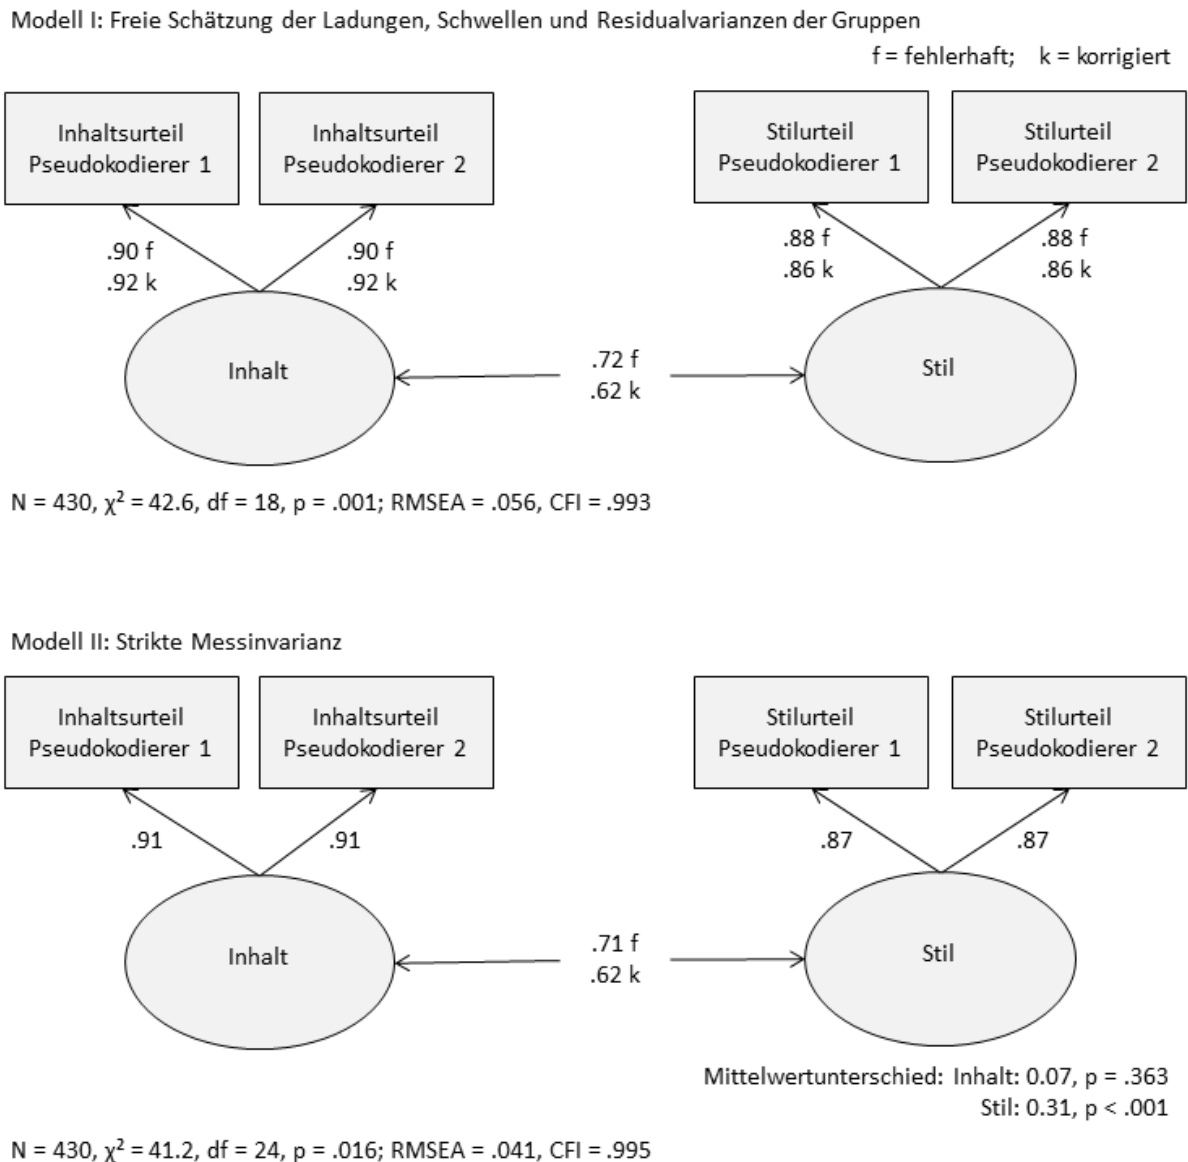 Modell I: Freie Schätzung der Ladungen, Schwellen und Residualvarianzen der Gruppen
f = fehlerhaft; k = korrigiert
Inhaltsurteil
Pseudokodierer 1
Inhaltsurteil
Pseudokodierer 2
Stilurteil
Pseudokodierer 1
Stilurteil
Pseudokodierer 2
.90 f
.92 k
.90 f
.92 k
.88 f
.86 k
.88 f
.86 k
Inhalt
.72 f
.62 k
Stil
N = 430, χ² = 42.6, df = 18, p = .001; RMSEA = .056, CFI = .993
Modell II: Strikte Messinvarianz
Inhaltsurteil
Pseudokodierer 1
Inhaltsurteil
Pseudokodierer 2
Stilurteil
Pseudokodierer 1
Stilurteil
Pseudokodierer 2
.91
.91
.87
.87
Inhalt
.71 f
.62 k
Stil
Mittelwertunterschied: Inhalt: 0.07, p = .363
Stil: 0.31, p < .001
N = 430, χ² = 41.2, df = 24, p = .016; RMSEA = .041, CFI = .995